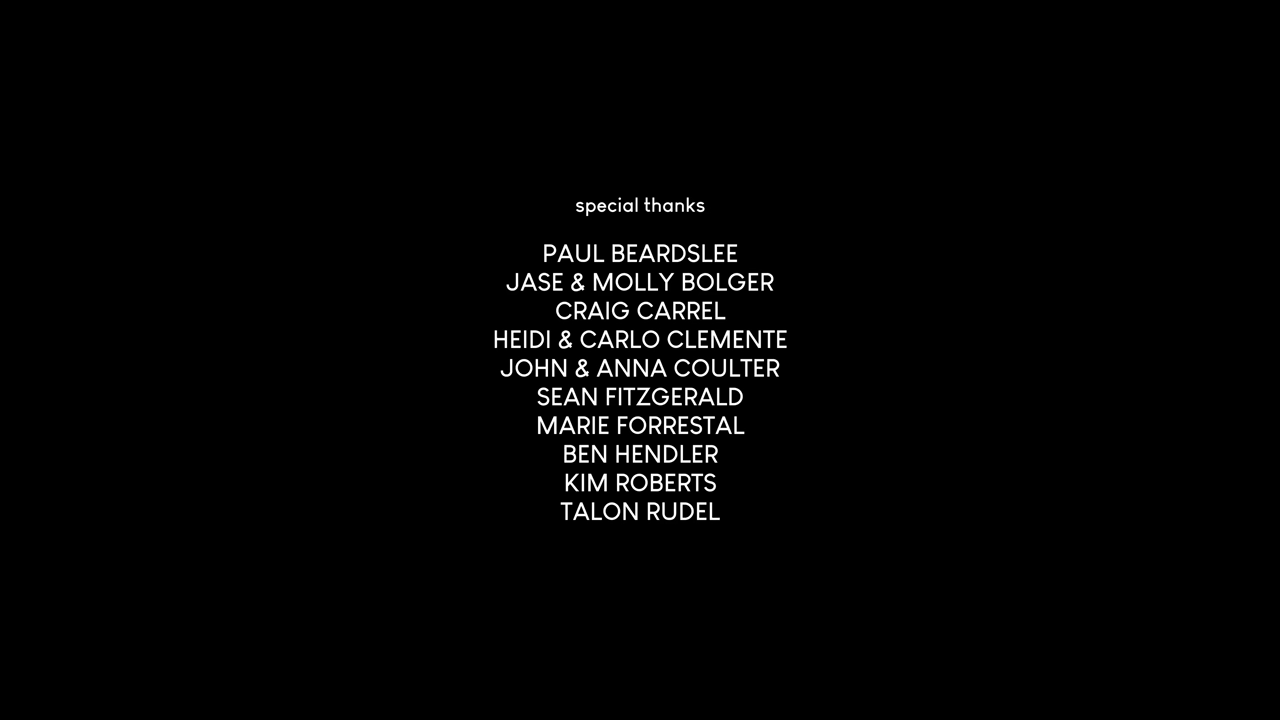 special thanks
PAUL BEARDSLEE
JASE & MOLLY BOLGER
CRAIG CARREL
HEIDI & CARLO CLEMENTE
JOHN & ANNA COULTER
SEAN FITZGERALD
MARIE FORRESTAL
BEN HENDLER
KIM ROBERTS
TALON RUDEL